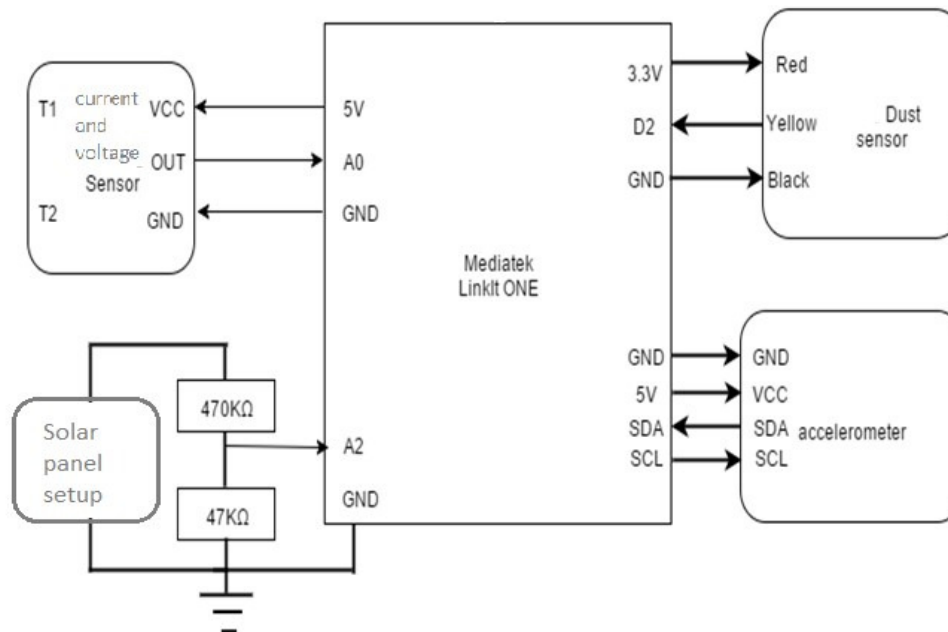 T1
current
and
voltage
Sensor
VCC
OUT
T2
GND
5V
A0
GND
Mediatek
LinkIt ONE
3.3V
D2
GND
Red
Yellow
Black
Dust
sensor
Solar
panel
setup
470KΩ
47KΩ
A2
GND
GND
5V
SDA
SCL
GND
VCC
SDA
SCL
accelerometer